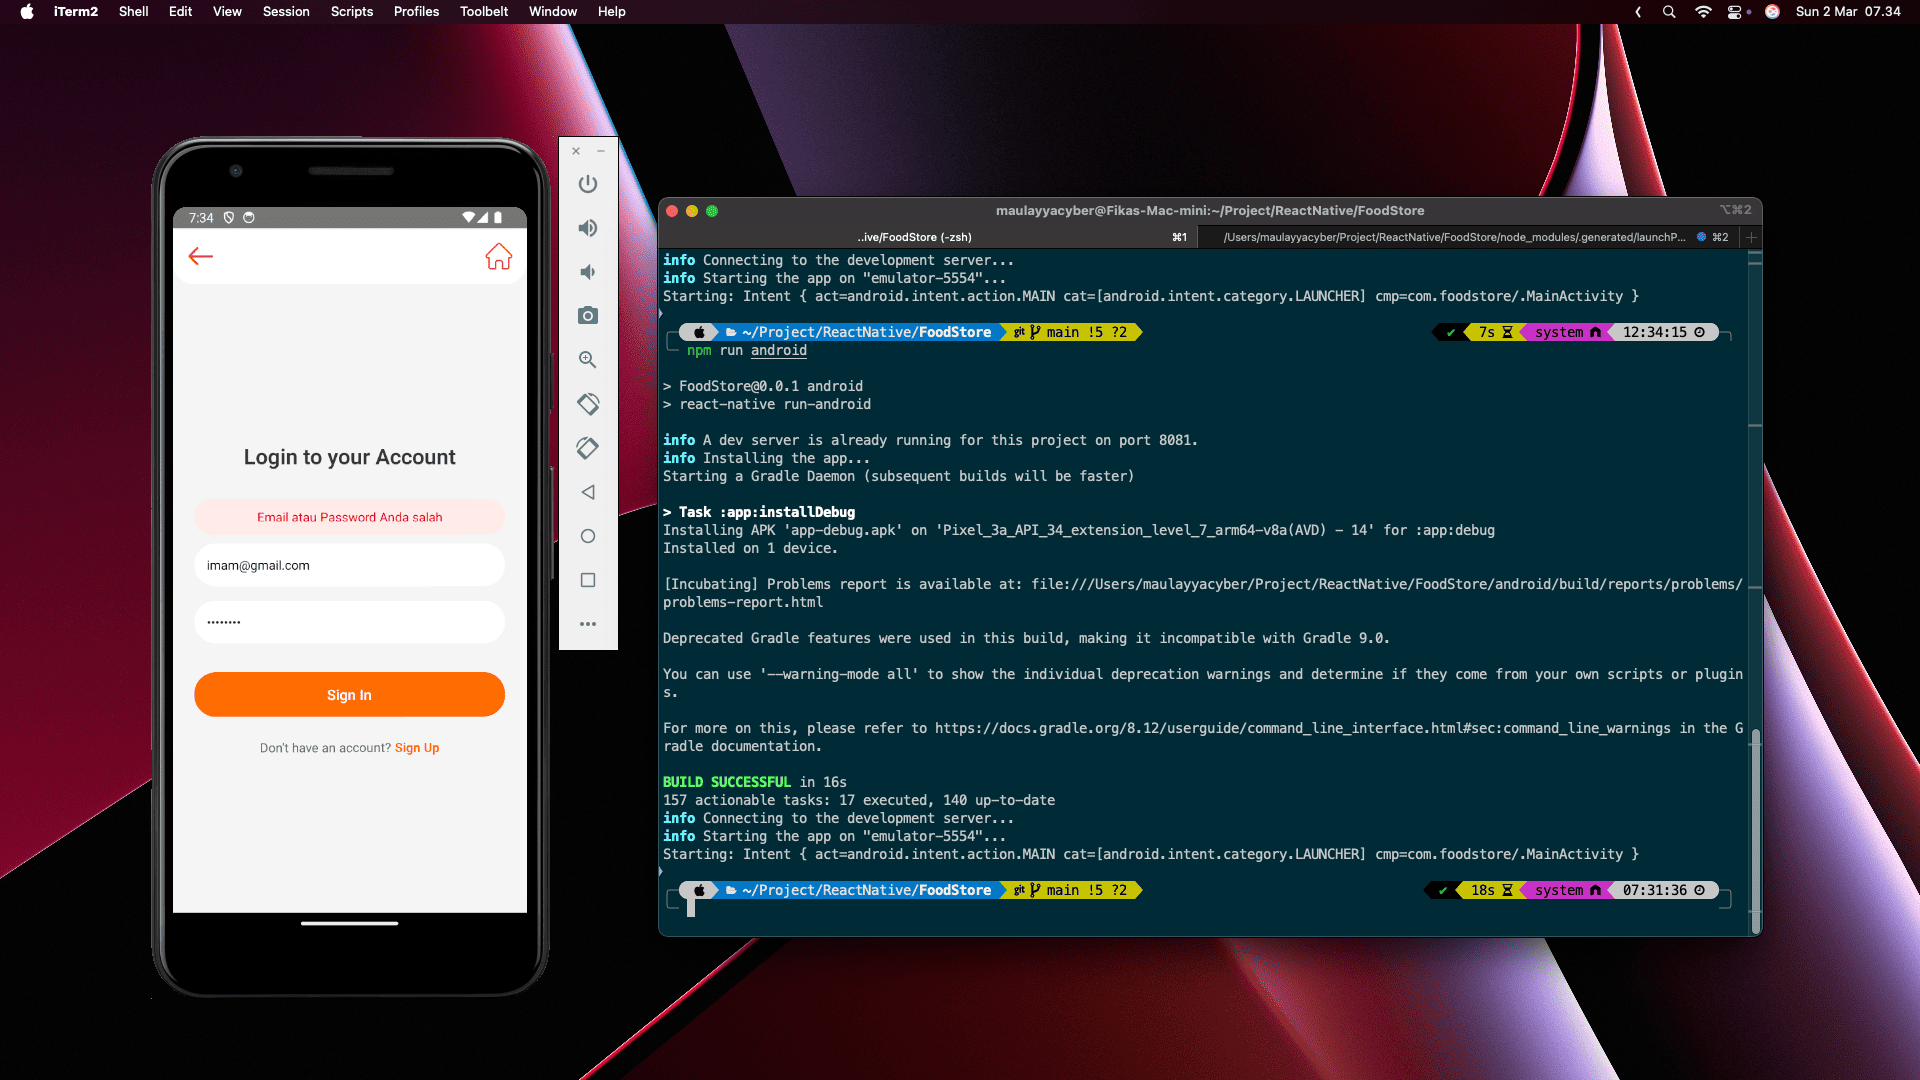 iTerm2 Shell Edit View Session Scripts Profiles Toolbelt Window Help
Sun 2 Mar 07.34
7:34
Login to your Account
Email atau Password Anda salah
imam@gmail.com
••••••••
Sign In
Don't have an account? Sign Up
maulayyacyber@Fikas-Mac-mini:~/Project/ReactNative/FoodStore
⌥⌘2
..ive/FoodStore (-zsh) ⌘1
/Users/maulayyacyber/Project/ReactNative/FoodStore/node_modules/.generated/launchP... ⌘2
info Connecting to the development server...
info Starting the app on "emulator-5554"...
Starting: Intent { act=android.intent.action.MAIN cat=[android.intent.category.LAUNCHER] cmp=com.foodstore/.MainActivity }
~/Project/ReactNative/FoodStore git main !5 ?2 ✔ 7s system 12:34:15
npm run android
> FoodStore@0.0.1 android
> react-native run-android
info A dev server is already running for this project on port 8081.
info Installing the app...
Starting a Gradle Daemon (subsequent builds will be faster)
> Task :app:installDebug
Installing APK 'app-debug.apk' on 'Pixel_3a_API_34_extension_level_7_arm64-v8a(AVD) - 14' for :app:debug
Installed on 1 device.
[Incubating] Problems report is available at: file:///Users/maulayyacyber/Project/ReactNative/FoodStore/android/build/reports/problems/
problems-report.html
Deprecated Gradle features were used in this build, making it incompatible with Gradle 9.0.
You can use '--warning-mode all' to show the individual deprecation warnings and determine if they come from your own scripts or plugin
s.
For more on this, please refer to https://docs.gradle.org/8.12/userguide/command_line_interface.html#sec:command_line_warnings in the G
radle documentation.
BUILD SUCCESSFUL in 16s
157 actionable tasks: 17 executed, 140 up-to-date
info Connecting to the development server...
info Starting the app on "emulator-5554"...
Starting: Intent { act=android.intent.action.MAIN cat=[android.intent.category.LAUNCHER] cmp=com.foodstore/.MainActivity }
~/Project/ReactNative/FoodStore git main !5 ?2 ✔ 18s system 07:31:36